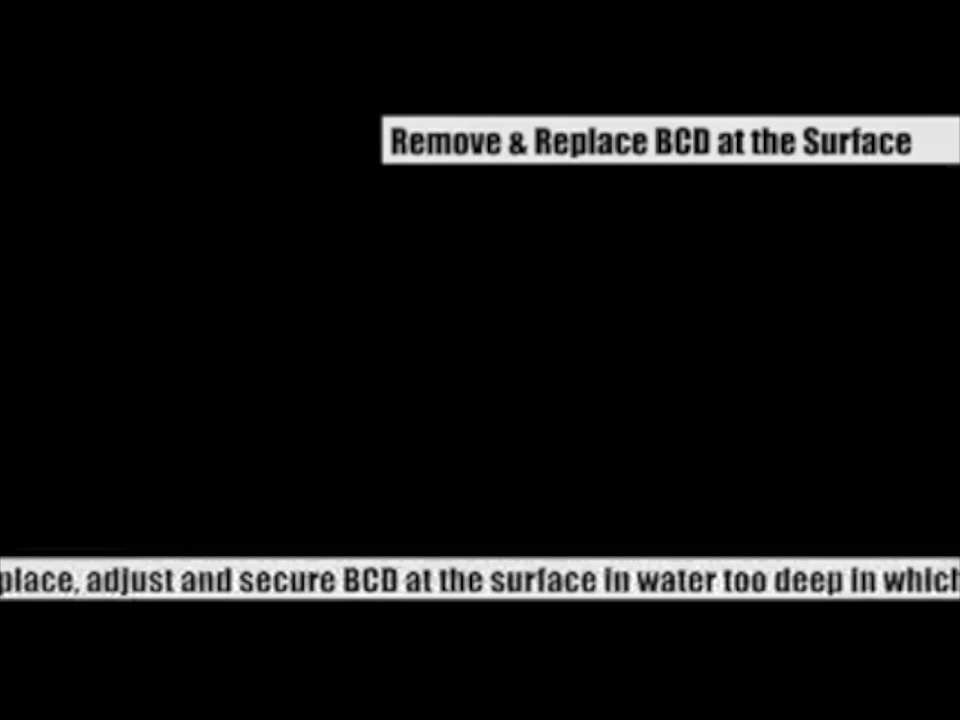 Remove & Replace BCD at the Surface
place, adjust and secure BCD at the surface in water too deep in which